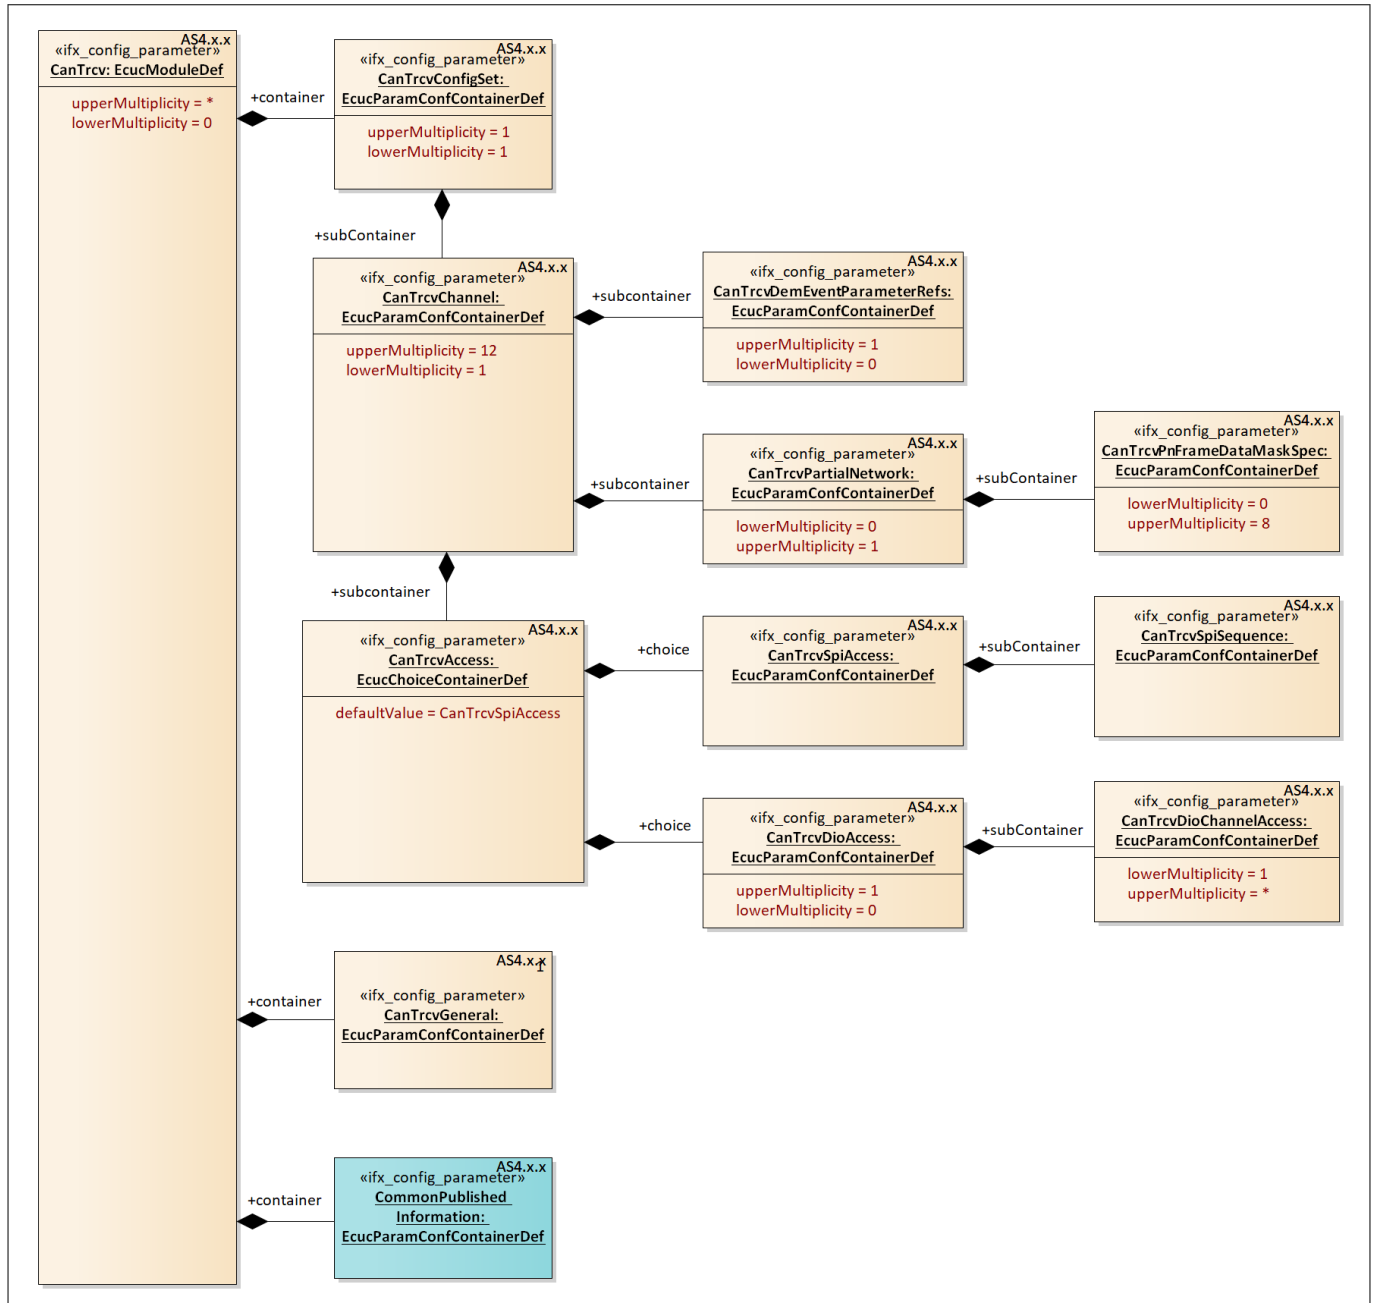 AS4.x.x
«ifx_config_parameter»
CanTrcv: EcucModuleDef
upperMultiplicity = *
lowerMultiplicity = 0
+container
AS4.x.x
«ifx_config_parameter»
CanTrcvConfigSet:
EcucParamConfContainerDef
upperMultiplicity = 1
lowerMultiplicity = 1
+subContainer
AS4.x.x
«ifx_config_parameter»
CanTrcvChannel:
EcucParamConfContainerDef
upperMultiplicity = 12
lowerMultiplicity = 1
+subcontainer
AS4.x.x
«ifx_config_parameter»
CanTrcvDemEventParameterRefs:
EcucParamConfContainerDef
upperMultiplicity = 1
lowerMultiplicity = 0
+subcontainer
AS4.x.x
«ifx_config_parameter»
CanTrcvPartialNetwork:
EcucParamConfContainerDef
lowerMultiplicity = 0
upperMultiplicity = 1
+subContainer
AS4.x.x
«ifx_config_parameter»
CanTrcvPnFrameDataMaskSpec:
EcucParamConfContainerDef
lowerMultiplicity = 0
upperMultiplicity = 8
+subcontainer
AS4.x.x
«ifx_config_parameter»
CanTrcvAccess:
EcucChoiceContainerDef
defaultValue = CanTrcvSpiAccess
+choice
AS4.x.x
«ifx_config_parameter»
CanTrcvSpiAccess:
EcucParamConfContainerDef
+subContainer
AS4.x.x
«ifx_config_parameter»
CanTrcvSpiSequence:
EcucParamConfContainerDef
+choice
AS4.x.x
«ifx_config_parameter»
CanTrcvDioAccess:
EcucParamConfContainerDef
upperMultiplicity = 1
lowerMultiplicity = 0
+subContainer
AS4.x.x
«ifx_config_parameter»
CanTrcvDioChannelAccess:
EcucParamConfContainerDef
lowerMultiplicity = 1
upperMultiplicity = *
+container
AS4.x.x
1
«ifx_config_parameter»
CanTrcvGeneral:
EcucParamConfContainerDef
+container
AS4.x.x
«ifx_config_parameter»
CommonPublished
Information:
EcucParamConfContainerDef